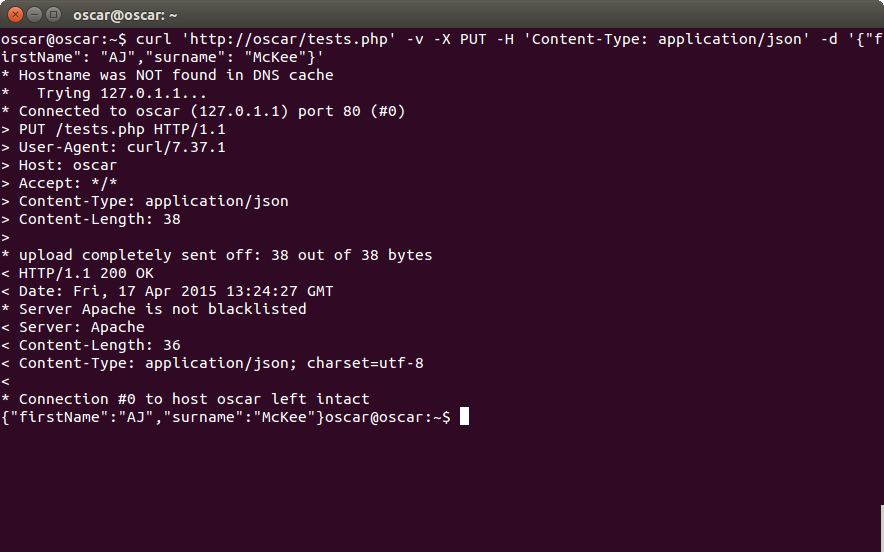 oscar@oscar: ~
oscar@oscar:~$ curl 'http://oscar/tests.php' -v -X PUT -H 'Content-Type: application/json' -d '{"f
irstName": "AJ","surname": "McKee"}'
* Hostname was NOT found in DNS cache
*   Trying 127.0.1.1...
* Connected to oscar (127.0.1.1) port 80 (#0)
> PUT /tests.php HTTP/1.1
> User-Agent: curl/7.37.1
> Host: oscar
> Accept: */*
> Content-Type: application/json
> Content-Length: 38
>
* upload completely sent off: 38 out of 38 bytes
< HTTP/1.1 200 OK
< Date: Fri, 17 Apr 2015 13:24:27 GMT
* Server Apache is not blacklisted
< Server: Apache
< Content-Length: 36
< Content-Type: application/json; charset=utf-8
<
* Connection #0 to host oscar left intact
{"firstName":"AJ","surname":"McKee"}oscar@oscar:~$